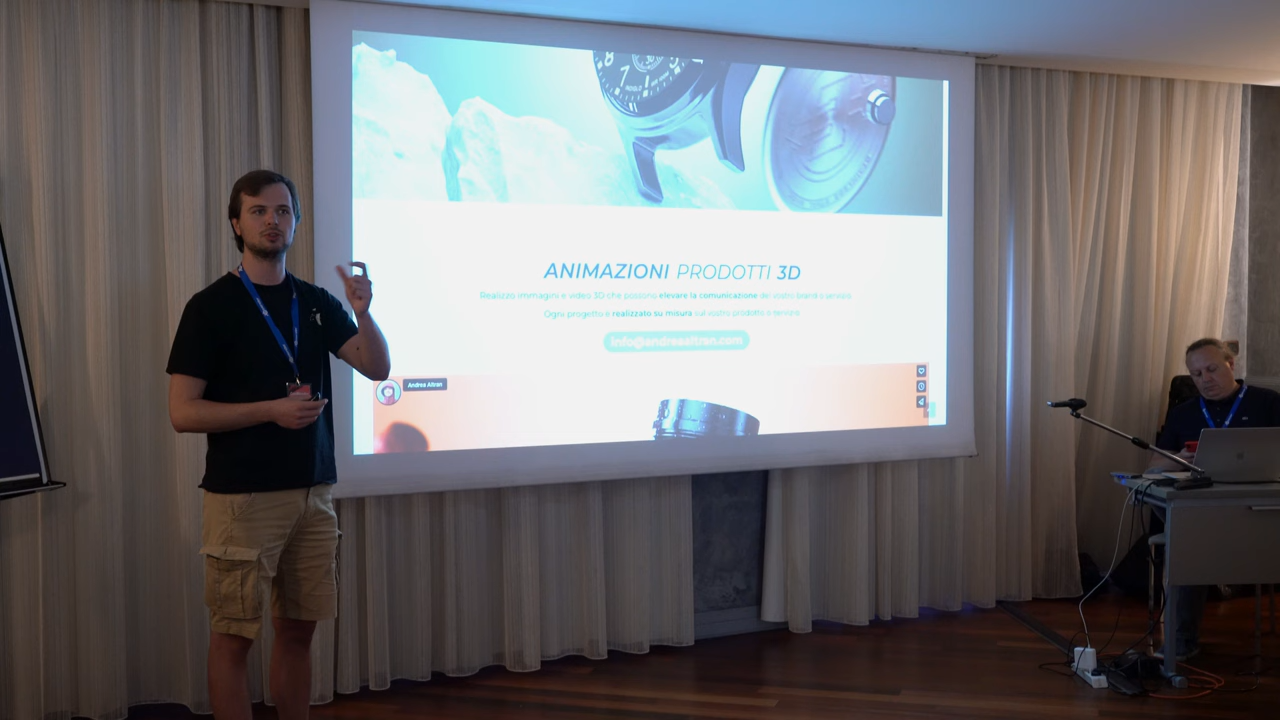 ANIMAZIONI PRODOTTI 3D
Realizzo immagini e video 3D che possono elevare la comunicazione del vostro brand o servizio
Ogni progetto è realizzato su misura sul vostro prodotto o servizio
info@andreaaltran.com
Andrea Altran